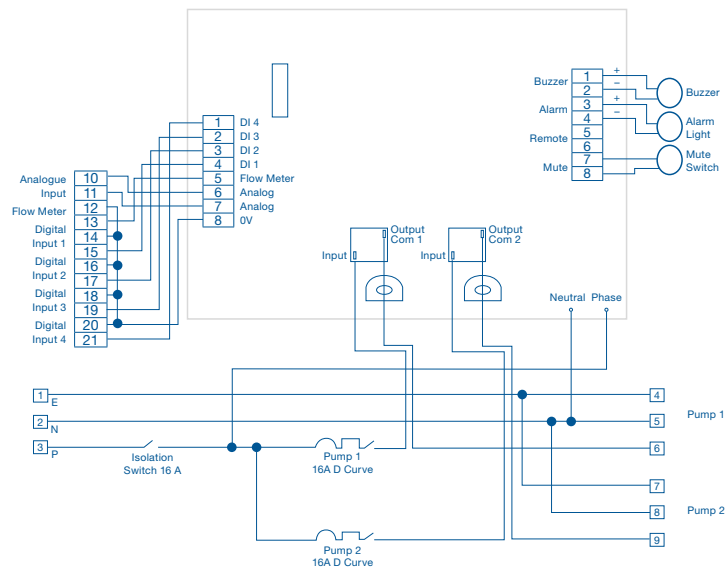 1 DI 4
2 DI 3
3 DI 2
4 DI 1
5 Flow Meter
6 Analog
7 Analog
8 0V
Analogue
Input
Flow Meter
Digital
Input 1
Digital
Input 2
Digital
Input 3
Digital
Input 4
10
11
12
13
14
15
16
17
18
19
20
21
Buzzer
Alarm
Remote
Mute
1
2
3
4
5
6
7
8
+
−
+
−
Buzzer
Alarm
Light
Mute
Switch
Input
Output
Com 1
Input
Output
Com 2
Neutral Phase
1 E
2 N
3 P
Isolation
Switch 16 A
Pump 1
16A D Curve
Pump 2
16A D Curve
4
5
6
Pump 1
7
8
9
Pump 2